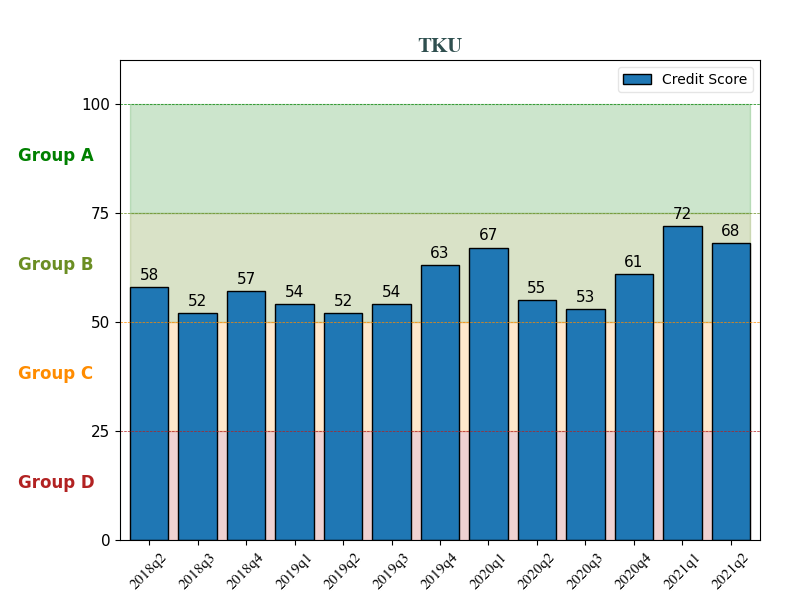 TKU
Credit Score
100
Group A
75
72
68
67
63
61
Group B
58
57
55
54
54
53
52
52
50
Group C
25
Group D
0
2018q2
2018q3
2018q4
2019q1
2019q2
2019q3
2019q4
2020q1
2020q2
2020q3
2020q4
2021q1
2021q2